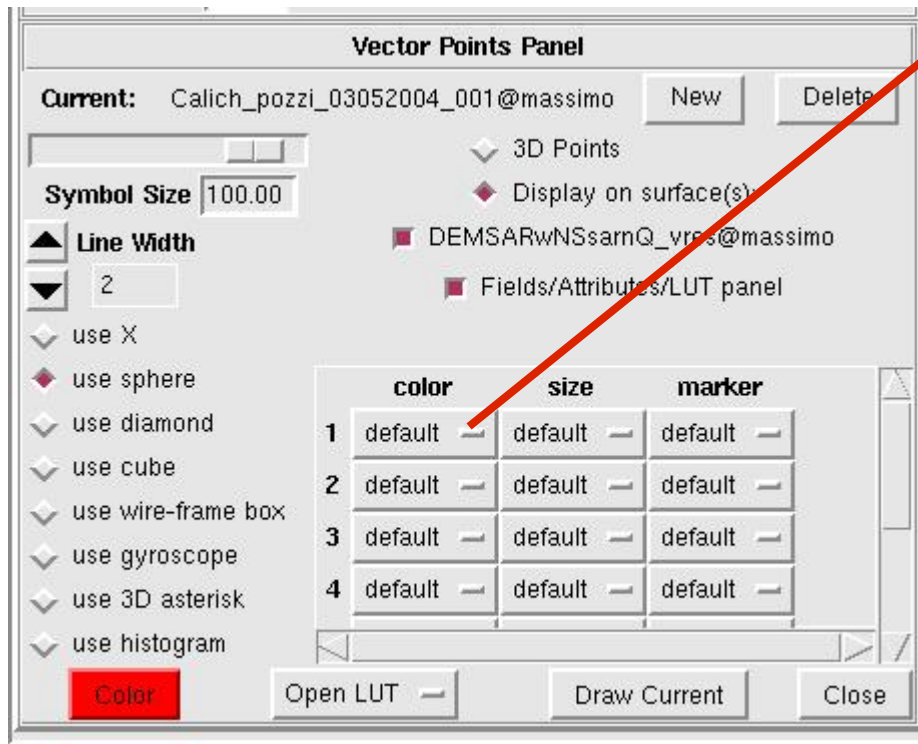 Vector Points Panel
Current: Calich_pozzi_03052004_001@massimo New Delete
3D Points
Symbol Size 100.00 Display on surface(s):
Line Width DEMSARwNSsarnQ_vres@massimo
2 Fields/Attributes/LUT panel
use X
use sphere
use diamond
use cube
use wire-frame box
use gyroscope
use 3D asterisk
use histogram
color size marker
1 default default default
2 default default default
3 default default default
4 default default default
Color Open LUT Draw Current Close